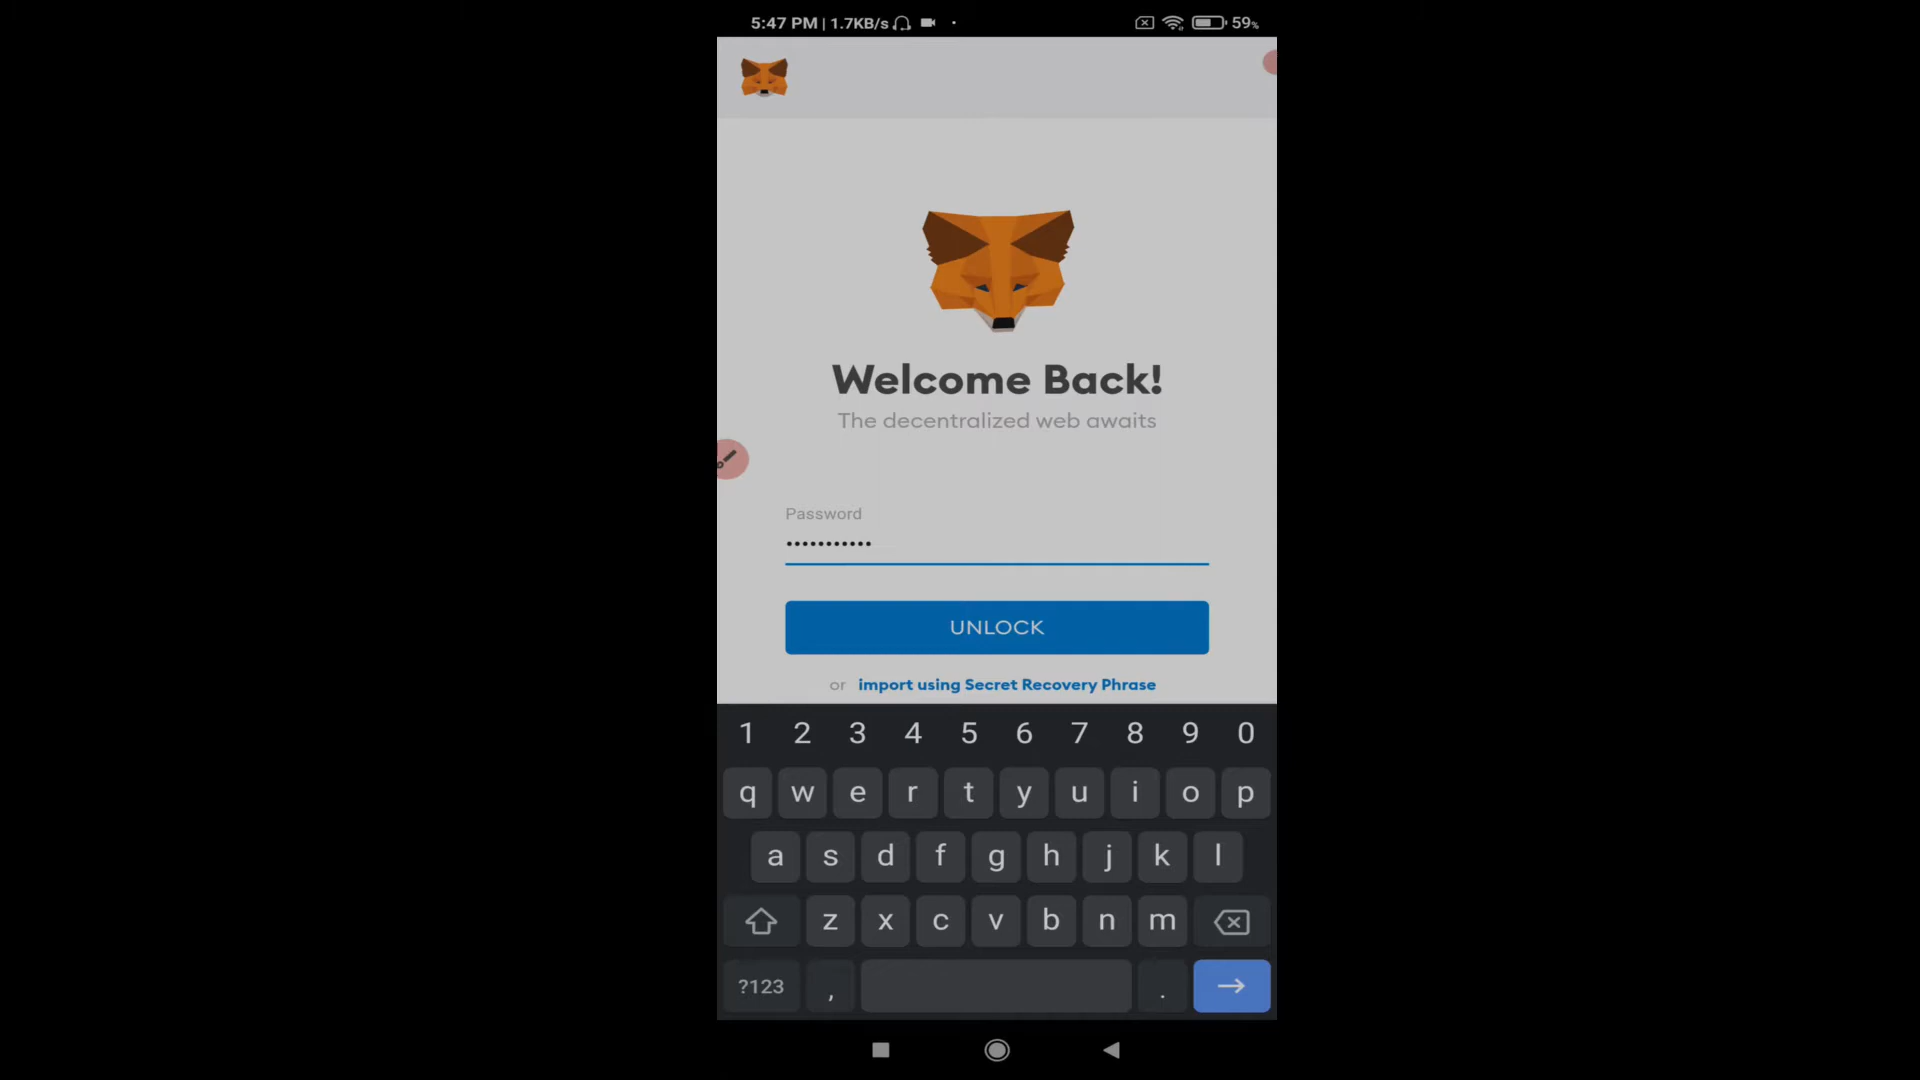 5:47 PM | 1.7KB/s 59%
Welcome Back!
The decentralized web awaits
Password
•••••••••••
UNLOCK
or import using Secret Recovery Phrase
1 2 3 4 5 6 7 8 9 0
q w e r t y u i o p
a s d f g h j k l
z x c v b n m
?123 , .